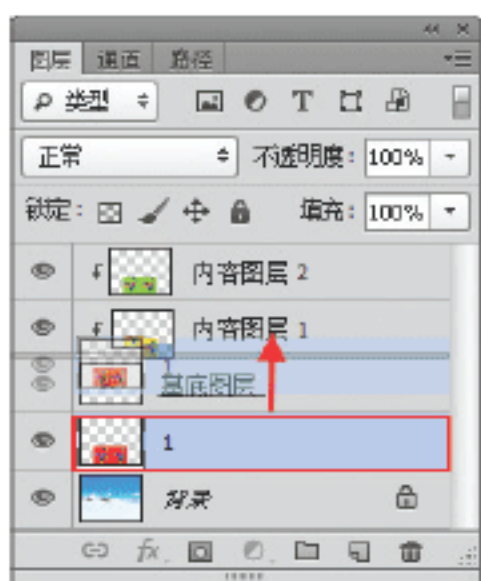 图层 通道 路径
类型
正常 不透明度: 100%
锁定: 填充: 100%
内容图层 2
内容图层 1
基底图层
1
背景
fx